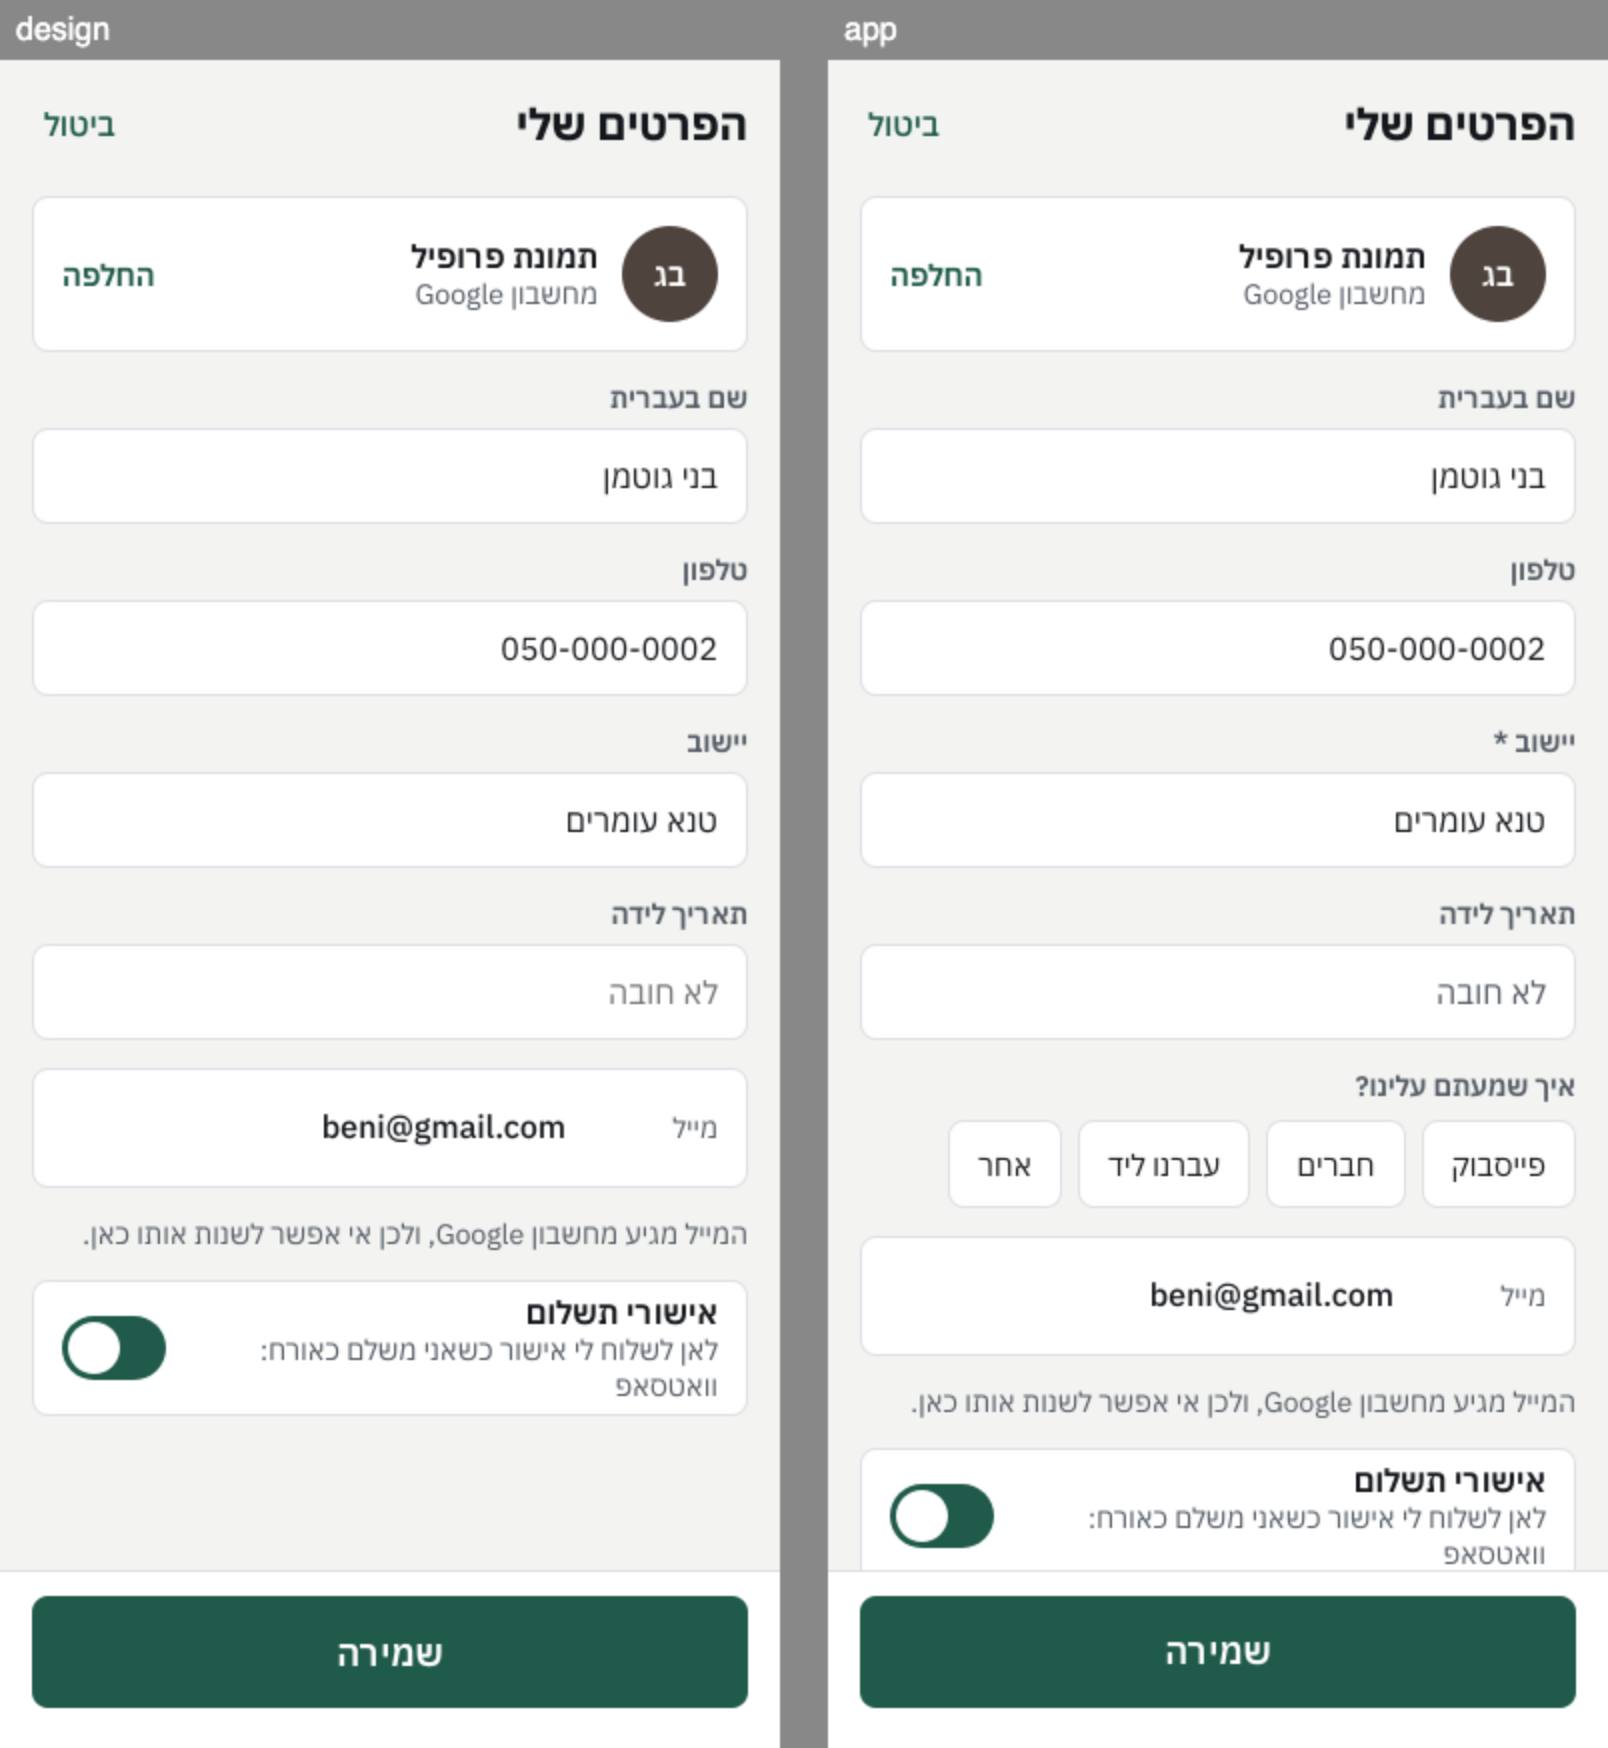 design
הפרטים שלי
ביטול
בג
תמונת פרופיל
מחשבון Google
החלפה
שם בעברית
בני גוטמן
טלפון
050-000-0002
יישוב
טנא עומרים
תאריך לידה
לא חובה
מייל
beni@gmail.com
המייל מגיע מחשבון Google, ולכן אי אפשר לשנות אותו כאן.
אישורי תשלום
לאן לשלוח לי אישור כשאני משלם כאורח:
וואטסאפ
שמירה
app
הפרטים שלי
ביטול
בג
תמונת פרופיל
מחשבון Google
החלפה
שם בעברית
בני גוטמן
טלפון
050-000-0002
יישוב *
טנא עומרים
תאריך לידה
לא חובה
איך שמעתם עלינו?
פייסבוק
חברים
עברנו ליד
אחר
מייל
beni@gmail.com
המייל מגיע מחשבון Google, ולכן אי אפשר לשנות אותו כאן.
אישורי תשלום
לאן לשלוח לי אישור כשאני משלם כאורח:
וואטסאפ
שמירה